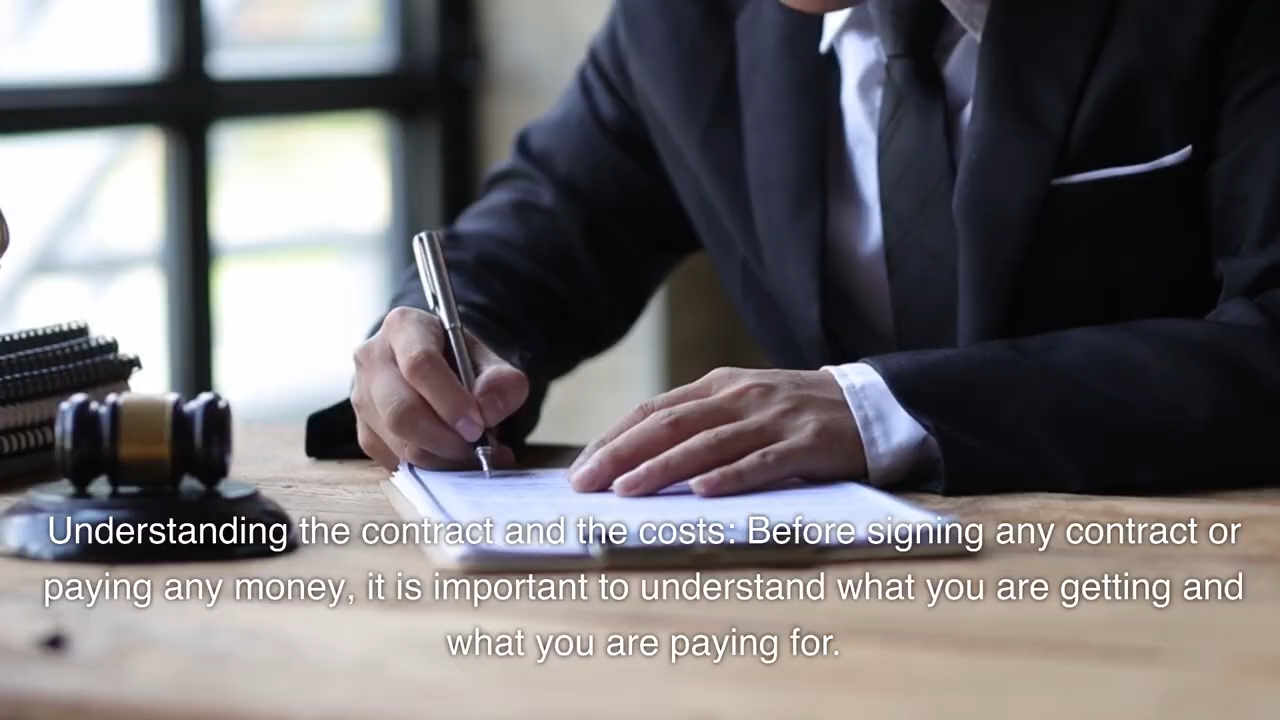 Understanding the contract and the costs: Before signing any contract or
paying any money, it is important to understand what you are getting and
what you are paying for.